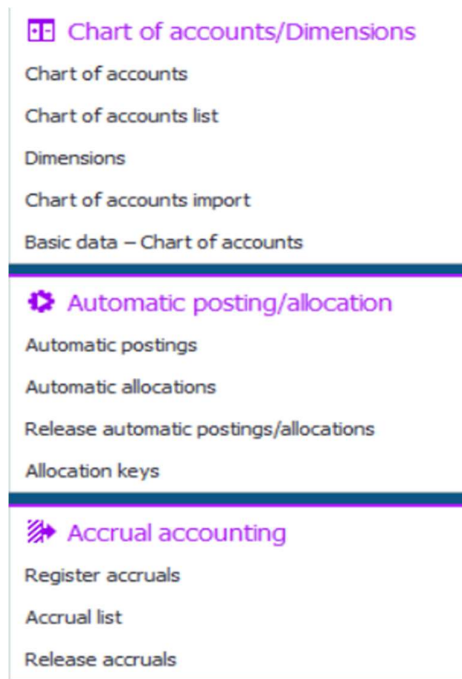 Chart of accounts/Dimensions
Chart of accounts
Chart of accounts list
Dimensions
Chart of accounts import
Basic data – Chart of accounts
Automatic posting/allocation
Automatic postings
Automatic allocations
Release automatic postings/allocations
Allocation keys
Accrual accounting
Register accruals
Accrual list
Release accruals